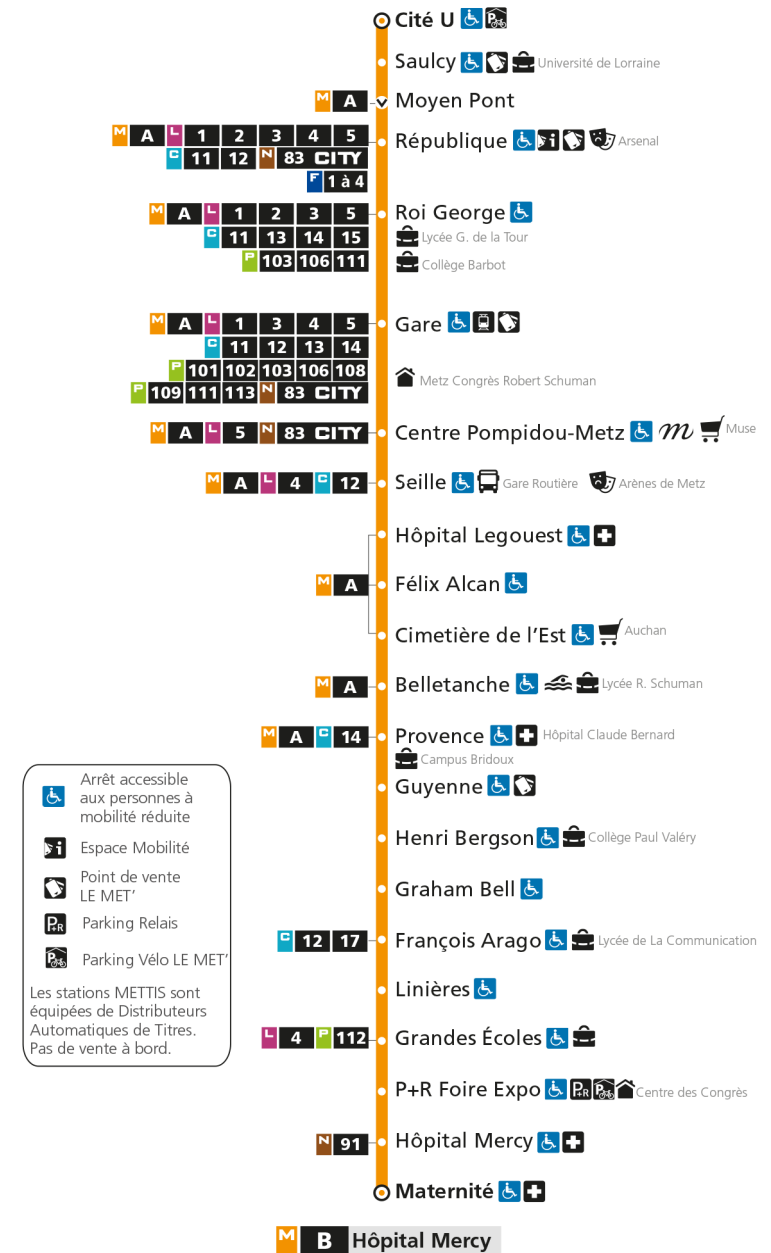 Cité U
Saulcy Université de Lorraine
M A Moyen Pont
M A L 1 2 3 4 5 République Arsenal
C 11 12 N 83 CITY
F 1 à 4
M A L 1 2 3 5 Roi George
C 11 13 14 15 Lycée G. de la Tour
P 103 106 111 Collège Barbot
M A L 1 3 4 5 Gare
C 11 12 13 14
P 101 102 103 106 108 Metz Congrès Robert Schuman
P 109 111 113 N 83 CITY
M A L 5 N 83 CITY Centre Pompidou-Metz m Muse
M A L 4 C 12 Seille Gare Routière Arènes de Metz
Hôpital Legouest
M A Félix Alcan
Cimetière de l'Est Auchan
M A Belletanche Lycée R. Schuman
M A C 14 Provence Hôpital Claude Bernard
Campus Bridoux
Guyenne
Henri Bergson Collège Paul Valéry
Graham Bell
C 12 17 François Arago Lycée de La Communication
Linières
L 4 P 112 Grandes Écoles
P+R Foire Expo P+R Centre des Congrès
N 91 Hôpital Mercy
Maternité
Arrêt accessible
aux personnes à
mobilité réduite
i Espace Mobilité
Point de vente
LE MET'
P+R Parking Relais
P Parking Vélo LE MET'
Les stations METTIS sont
équipées de Distributeurs
Automatiques de Titres.
Pas de vente à bord.
M B Hôpital Mercy